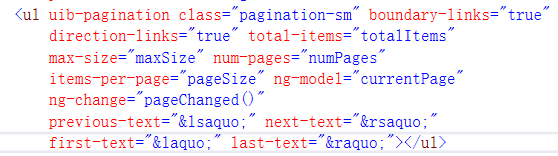 <ul uib-pagination class="pagination-sm" boundary-links="true"
direction-links="true" total-items="totalItems"
max-size="maxSize" num-pages="numPages"
items-per-page="pageSize" ng-model="currentPage"
ng-change="pageChanged()"
previous-text="&lsaquo;" next-text="&rsaquo;"
first-text="&laquo;" last-text="&raquo;"></ul>